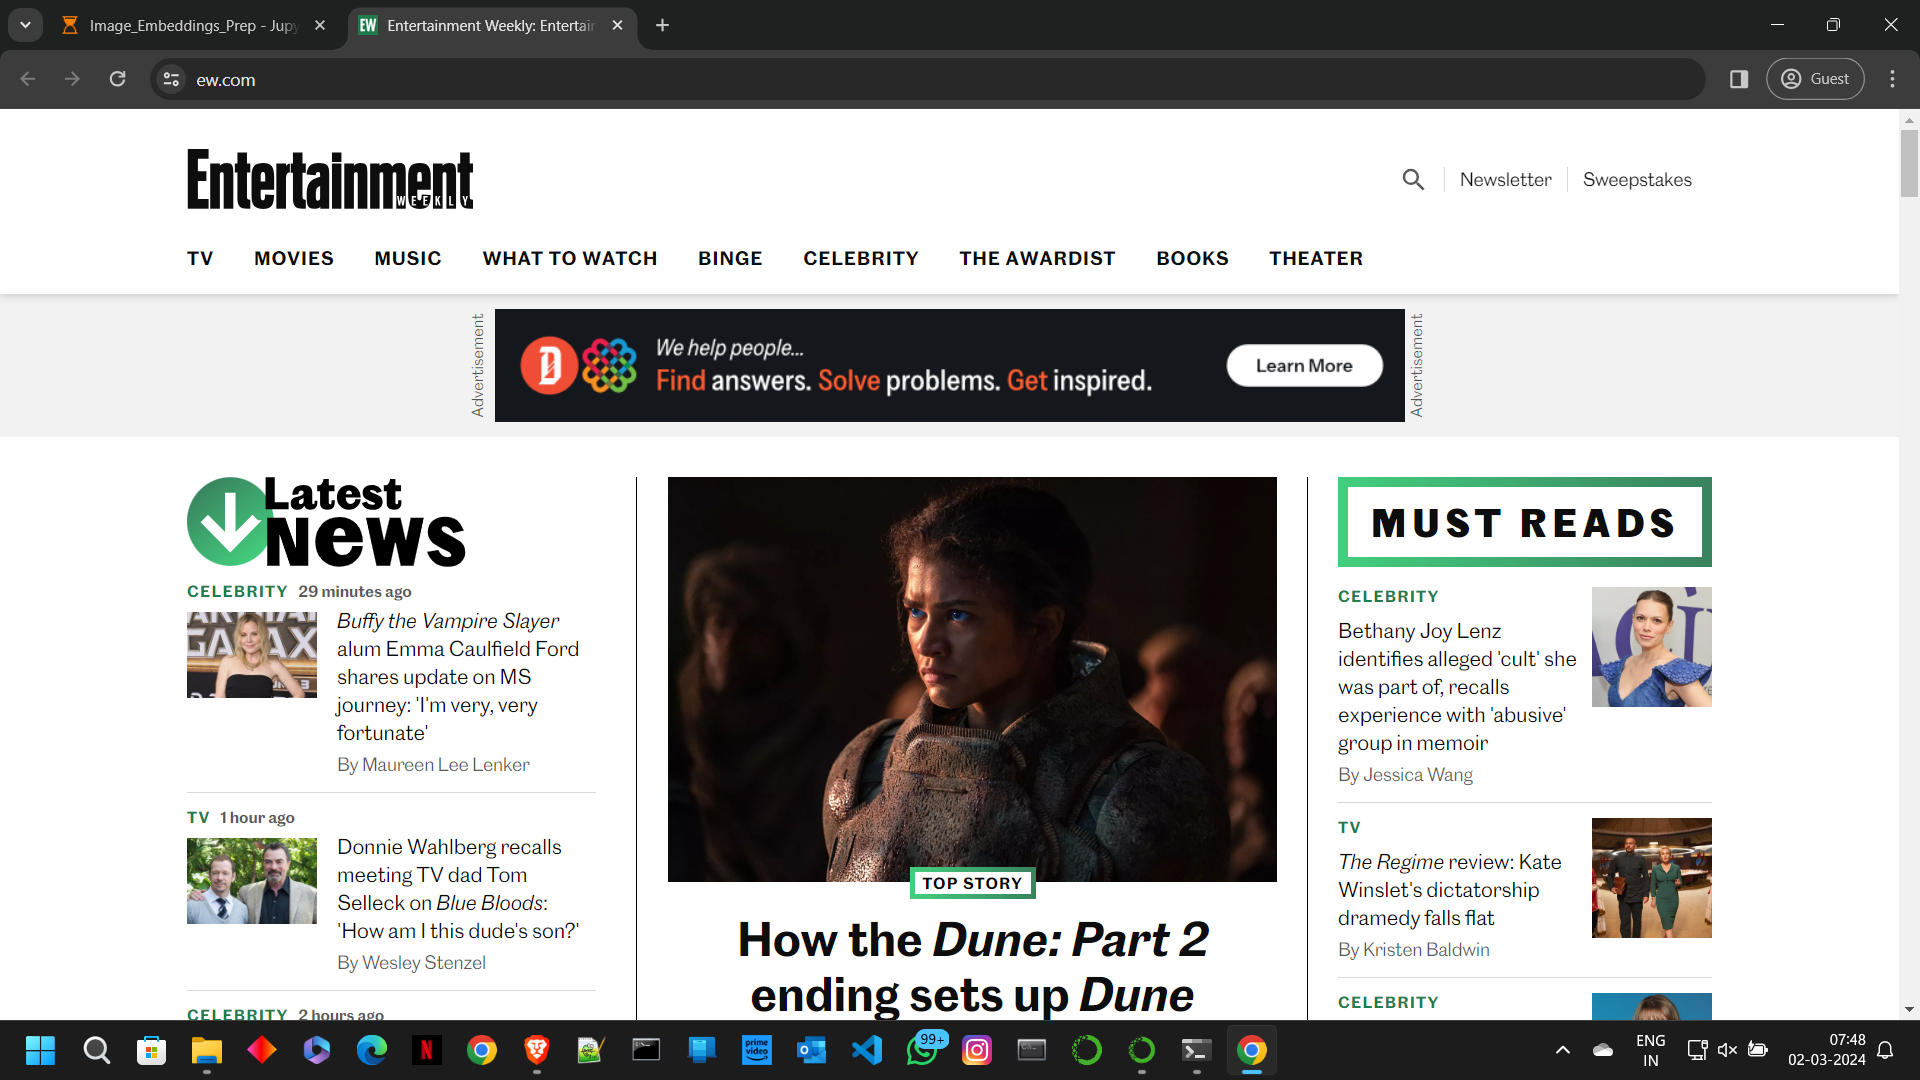 Image_Embeddings_Prep - Jup
Entertainment Weekly: Entertai
ew.com
Guest
Entertainment
WEEKLY
Newsletter
Sweepstakes
TV
MOVIES
MUSIC
WHAT TO WATCH
BINGE
CELEBRITY
THE AWARDIST
BOOKS
THEATER
Advertisement
We help people...
Find answers. Solve problems. Get inspired.
Learn More
Advertisement
Latest
News
CELEBRITY 29 minutes ago
Buffy the Vampire Slayer
alum Emma Caulfield Ford
shares update on MS
journey: 'I'm very, very
fortunate'
By Maureen Lee Lenker
TV 1 hour ago
Donnie Wahlberg recalls
meeting TV dad Tom
Selleck on Blue Bloods:
'How am I this dude's son?'
By Wesley Stenzel
CELEBRITY 2 hours ago
TOP STORY
How the Dune: Part 2
ending sets up Dune
MUST READS
CELEBRITY
Bethany Joy Lenz
identifies alleged 'cult' she
was part of, recalls
experience with 'abusive'
group in memoir
By Jessica Wang
TV
The Regime review: Kate
Winslet's dictatorship
dramedy falls flat
By Kristen Baldwin
CELEBRITY
prime video
99+
ENG
IN
07:48
02-03-2024